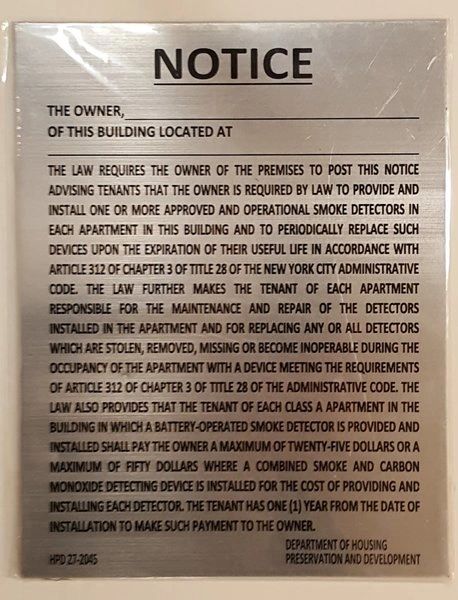 NOTICE
THE OWNER,
OF THIS BUILDING LOCATED AT
THE LAW REQUIRES THE OWNER OF THE PREMISES TO POST THIS NOTICE
ADVISING TENANTS THAT THE OWNER IS REQUIRED BY LAW TO PROVIDE AND
INSTALL ONE OR MORE APPROVED AND OPERATIONAL SMOKE DETECTORS IN
EACH APARTMENT IN THIS BUILDING AND TO PERIODICALLY REPLACE SUCH
DEVICES UPON THE EXPIRATION OF THEIR USEFUL LIFE IN ACCORDANCE WITH
ARTICLE 312 OF CHAPTER 3 OF TITLE 28 OF THE NEW YORK CITY ADMINISTRATIVE
CODE. THE LAW FURTHER MAKES THE TENANT OF EACH APARTMENT
RESPONSIBLE FOR THE MAINTENANCE AND REPAIR OF THE DETECTORS
INSTALLED IN THE APARTMENT AND FOR REPLACING ANY OR ALL DETECTORS
WHICH ARE STOLEN, REMOVED, MISSING OR BECOME INOPERABLE DURING THE
OCCUPANCY OF THE APARTMENT WITH A DEVICE MEETING THE REQUIREMENTS
OF ARTICLE 312 OF CHAPTER 3 OF TITLE 28 OF THE ADMINISTRATIVE CODE. THE
LAW ALSO PROVIDES THAT THE TENANT OF EACH CLASS A APARTMENT IN THE
BUILDING IN WHICH A BATTERY-OPERATED SMOKE DETECTOR IS PROVIDED AND
INSTALLED SHALL PAY THE OWNER A MAXIMUM OF TWENTY-FIVE DOLLARS OR A
MAXIMUM OF FIFTY DOLLARS WHERE A COMBINED SMOKE AND CARBON
MONOXIDE DETECTING DEVICE IS INSTALLED FOR THE COST OF PROVIDING AND
INSTALLING EACH DETECTOR. THE TENANT HAS ONE (1) YEAR FROM THE DATE OF
INSTALLATION TO MAKE SUCH PAYMENT TO THE OWNER.
DEPARTMENT OF HOUSING
HPD 27-2045 PRESERVATION AND DEVELOPMENT